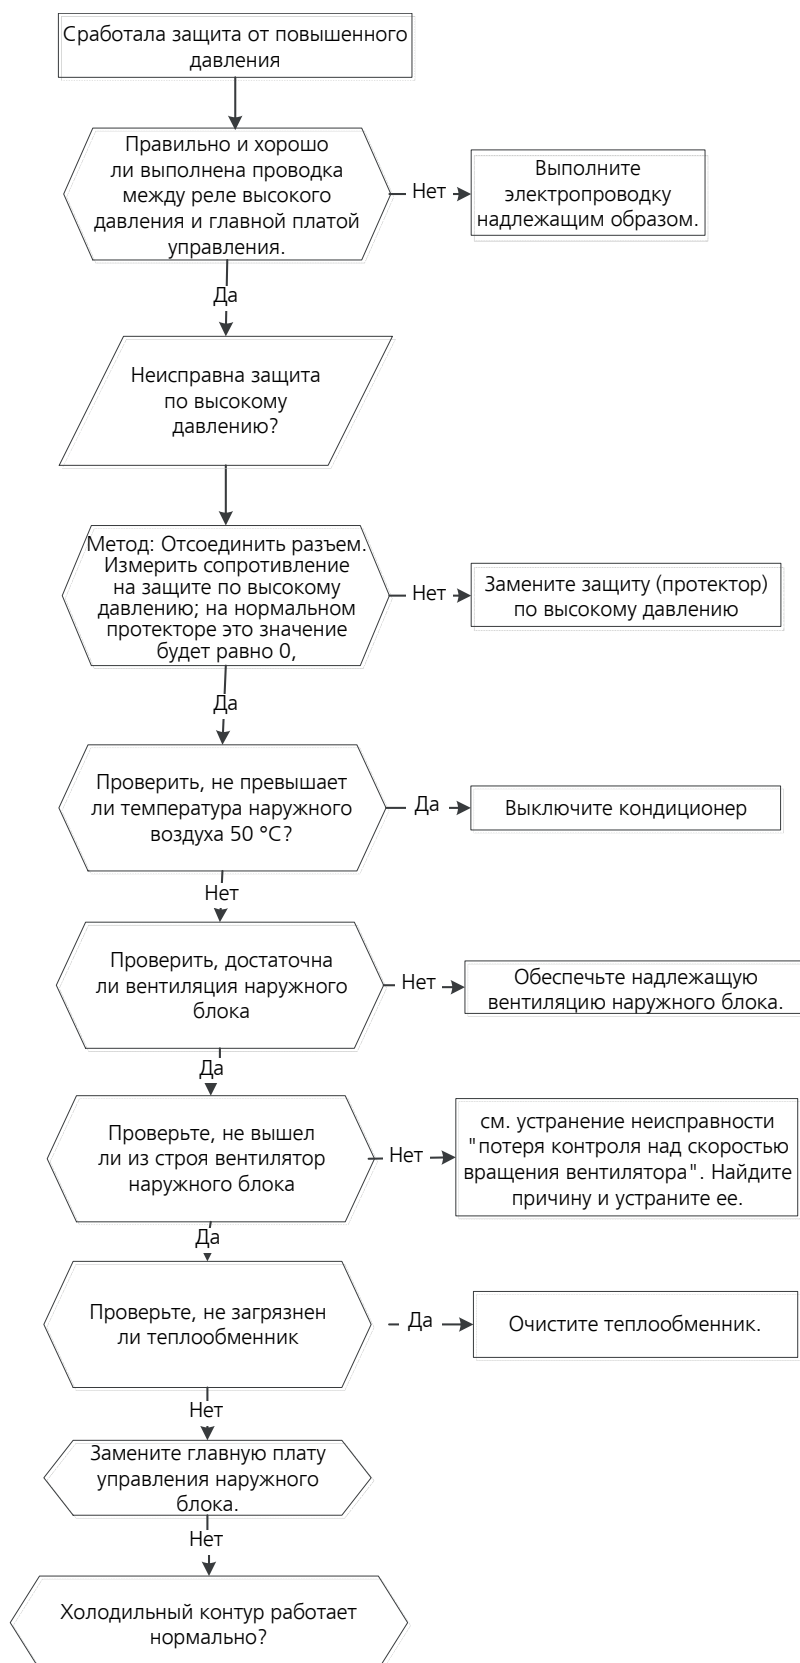 Сработала защита от повышенного
давления
Правильно и хорошо
ли выполнена проводка
между реле высокого
давления и главной платой
управления.
Нет
Выполните
электропроводку
надлежащим образом.
Да
Неисправна защита
по высокому
давлению?
Метод: Отсоединить разъем.
Измерить сопротивление
на защите по высокому
давлению; на нормальном
протекторе это значение
будет равно 0,
Нет
Замените защиту (протектор)
по высокому давлению
Да
Проверить, не превышает
ли температура наружного
воздуха 50 °С?
Да
Выключите кондиционер
Нет
Проверить, достаточна
ли вентиляция наружного
блока
Нет
Обеспечьте надлежащую
вентиляцию наружного блока.
Да
Проверьте, не вышел
ли из строя вентилятор
наружного блока
Нет
см. устранение неисправности
"потеря контроля над скоростью
вращения вентилятора". Найдите
причину и устраните ее.
Да
Проверьте, не загрязнен
ли теплообменник
Да
Очистите теплообменник.
Нет
Замените главную плату
управления наружного
блока.
Нет
Холодильный контур работает
нормально?